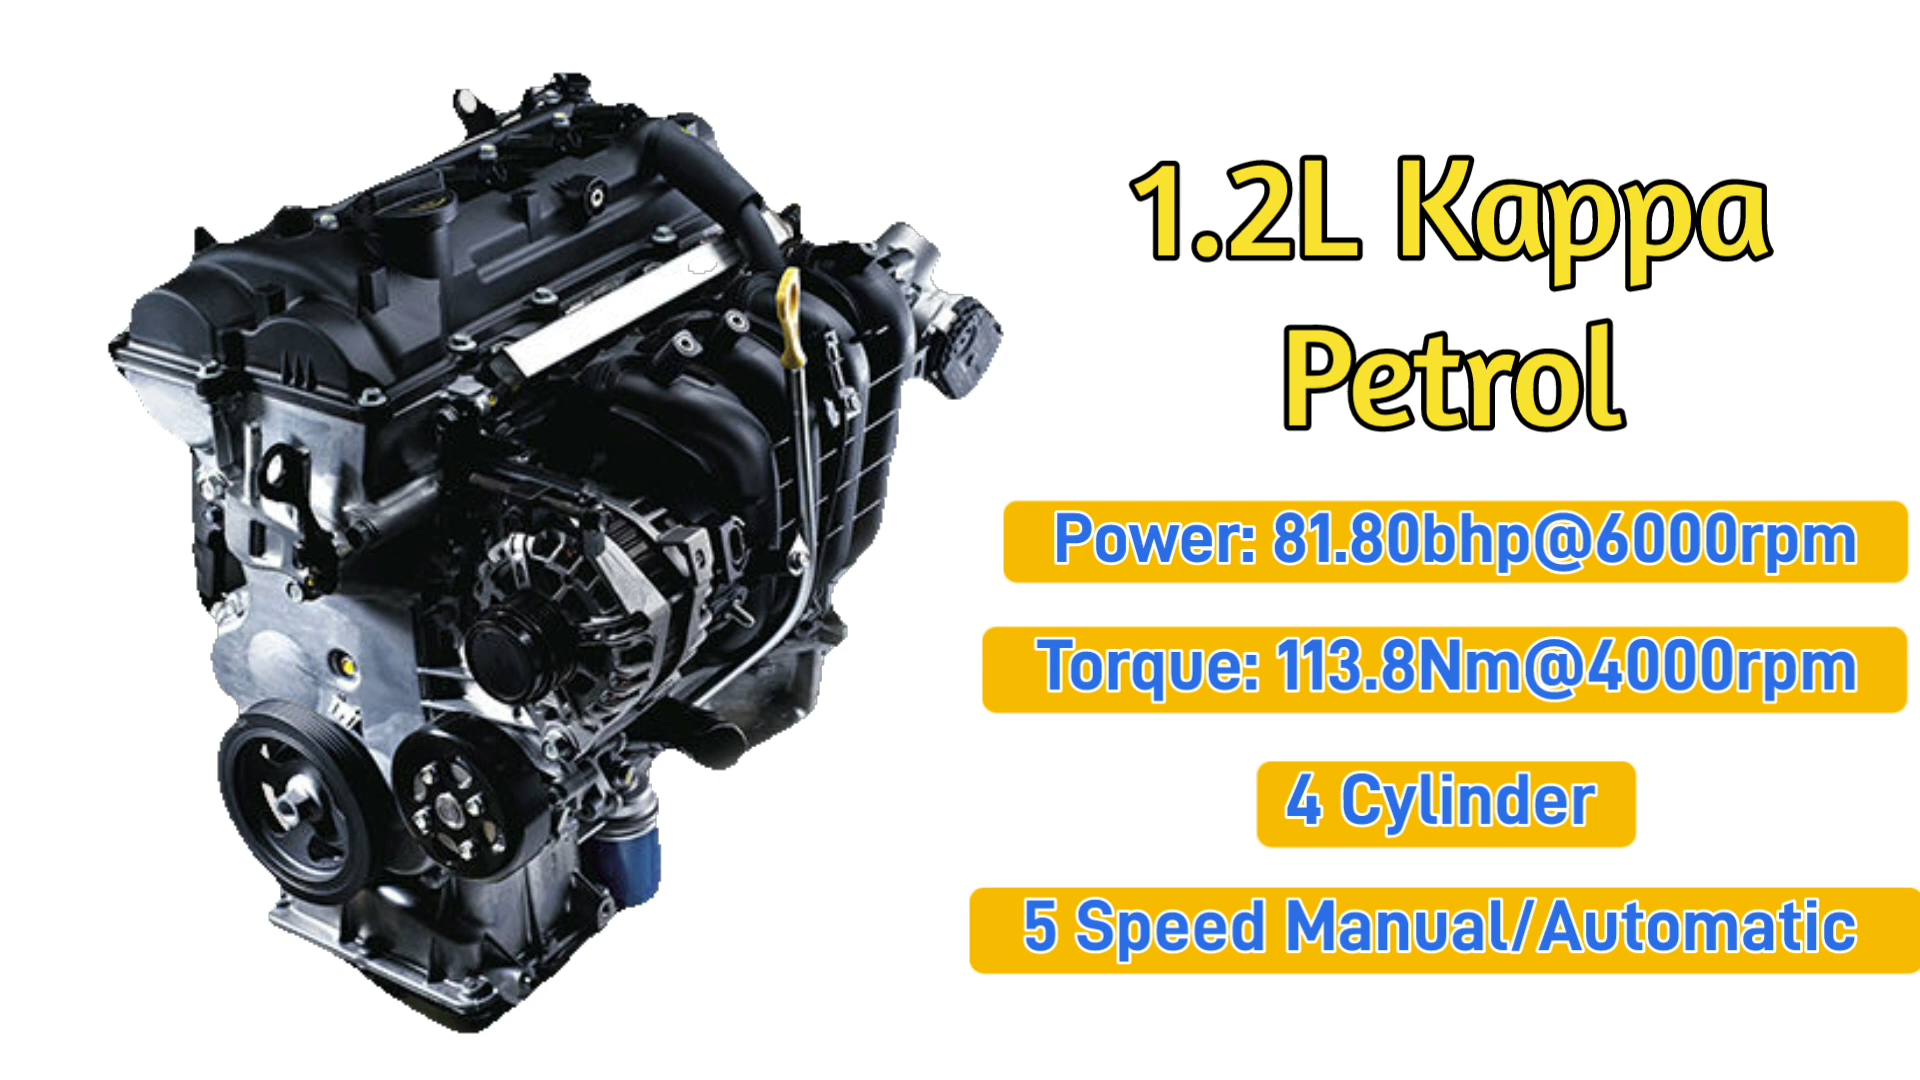 1.2L Kappa
Petrol
Power: 81.80bhp@6000rpm
Torque: 113.8Nm@4000rpm
4 Cylinder
5 Speed Manual/Automatic